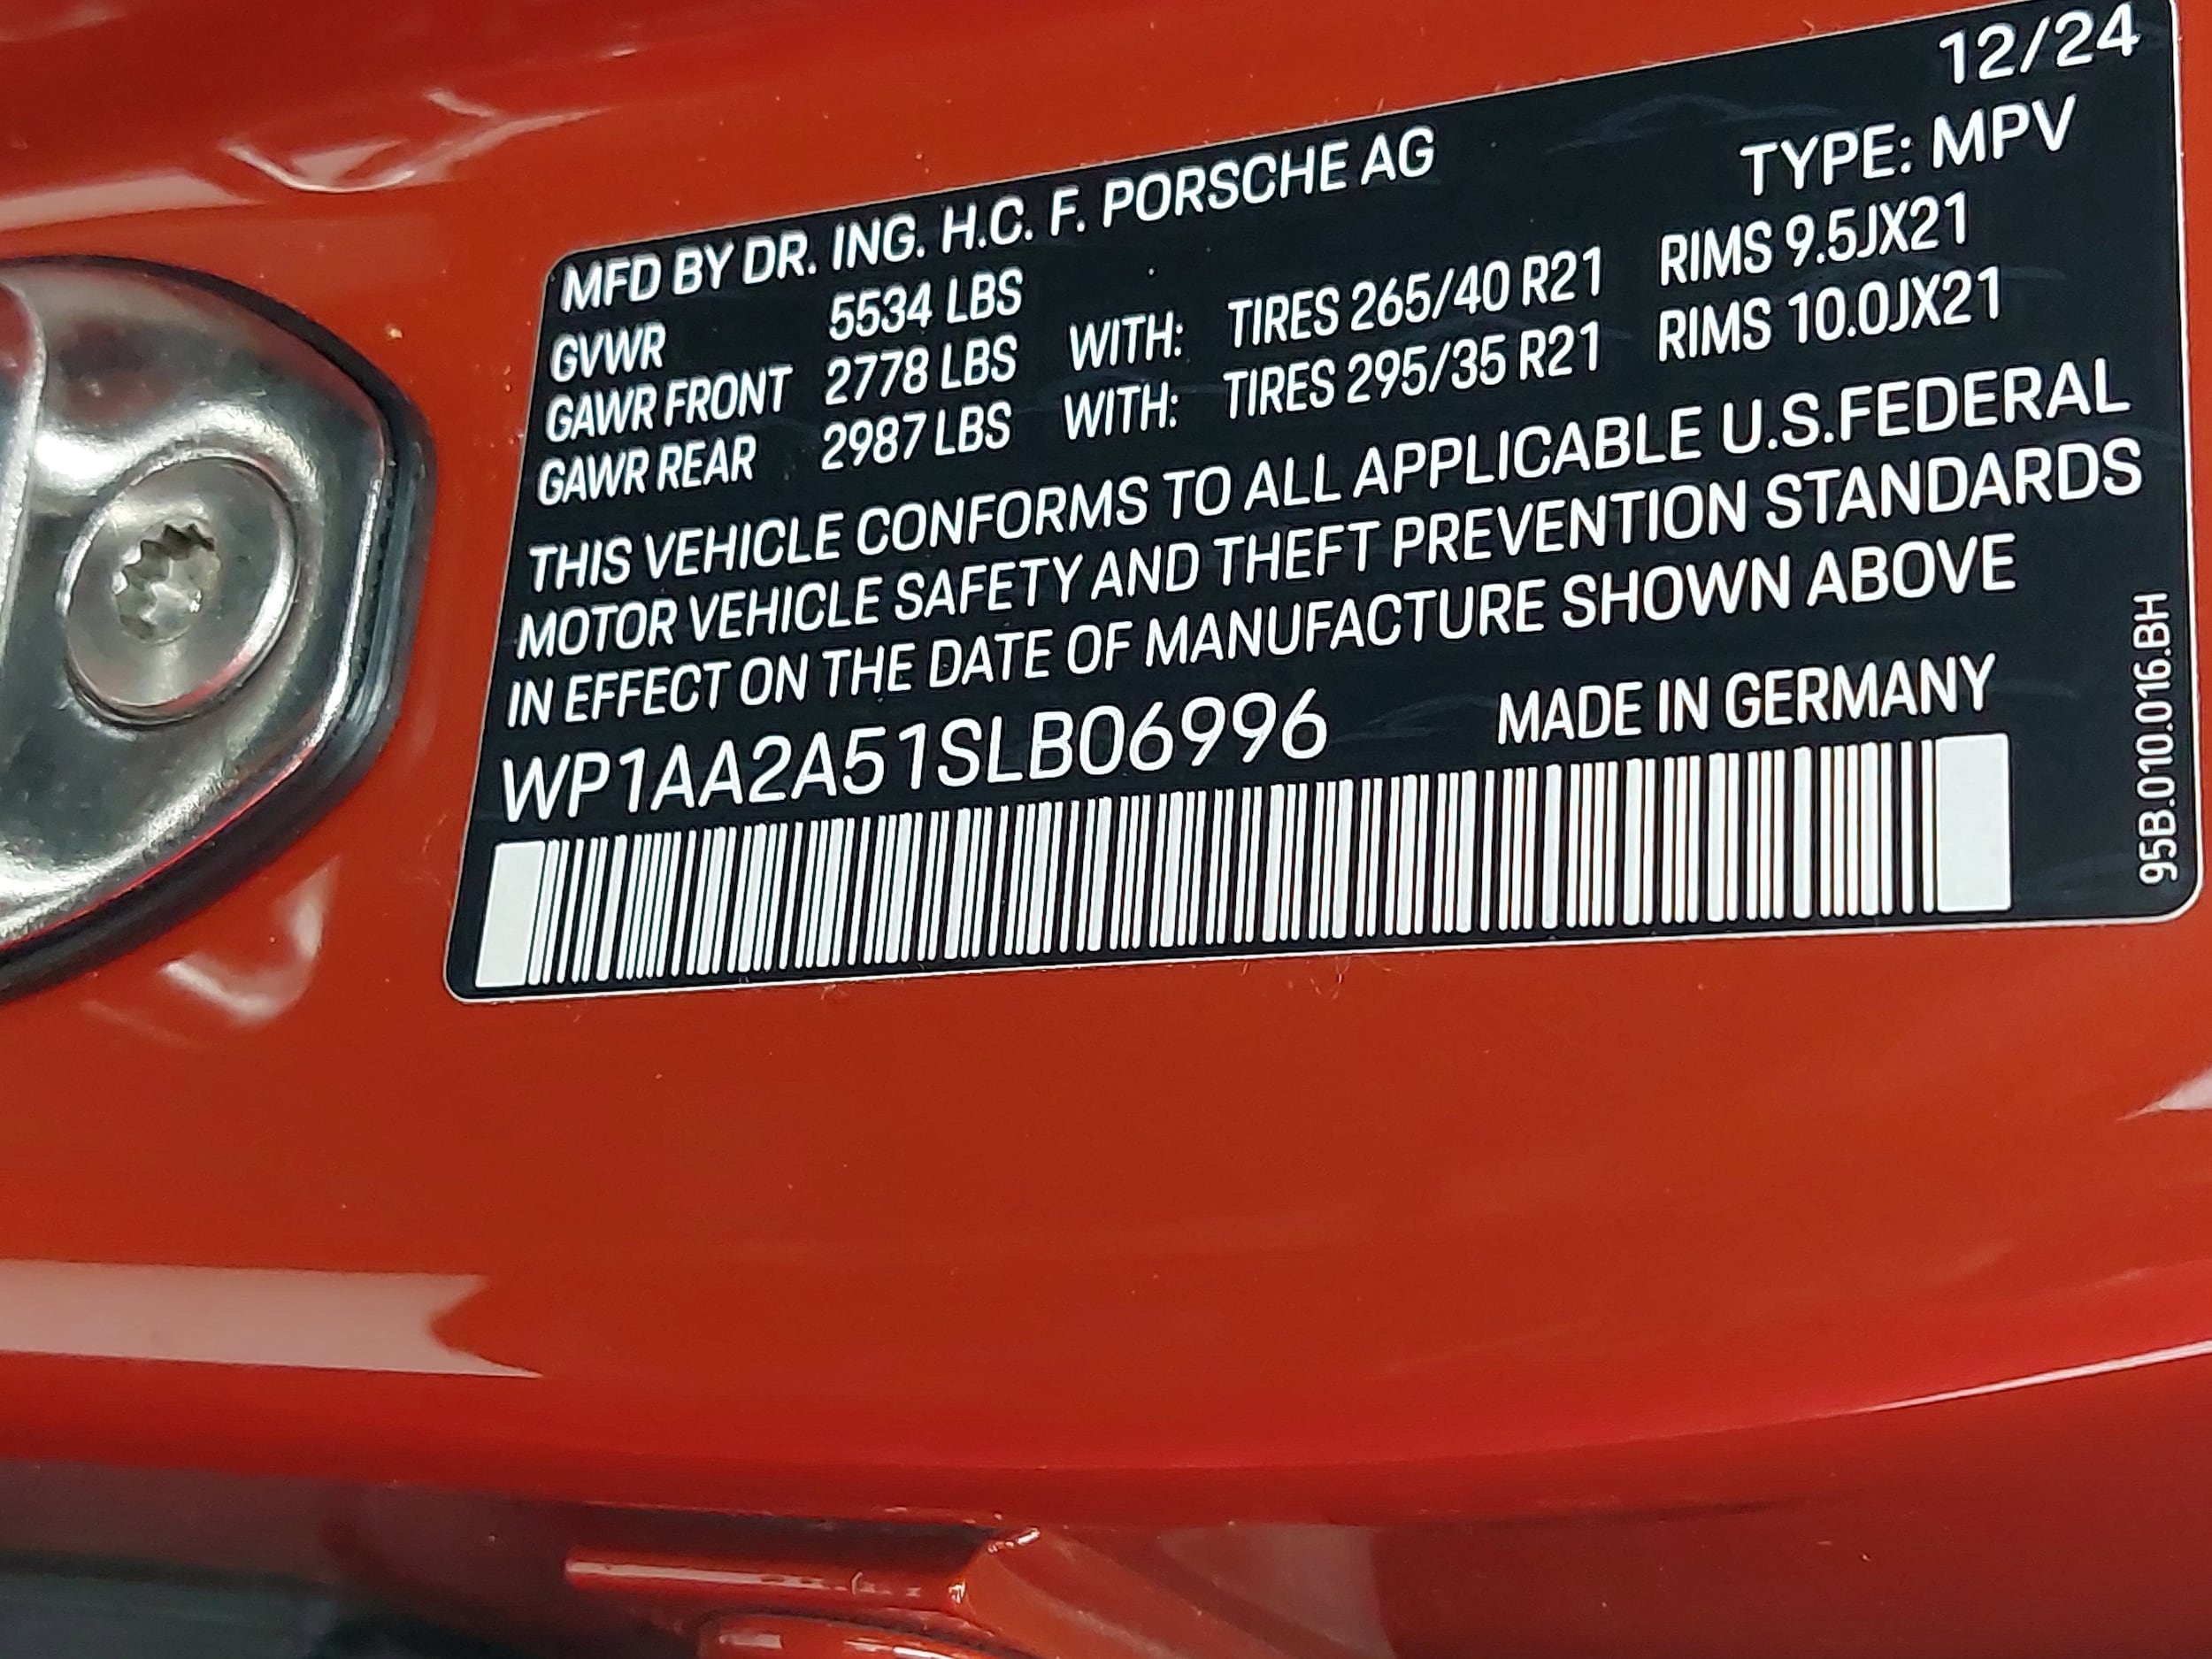 12/24
MFD BY DR. ING. H.C. F. PORSCHE AG TYPE: MPV
GVWR 5534 LBS
GAWR FRONT 2778 LBS WITH: TIRES 265/40 R21 RIMS 9.5JX21
GAWR REAR 2987 LBS WITH: TIRES 295/35 R21 RIMS 10.0JX21
THIS VEHICLE CONFORMS TO ALL APPLICABLE U.S.FEDERAL
MOTOR VEHICLE SAFETY AND THEFT PREVENTION STANDARDS
IN EFFECT ON THE DATE OF MANUFACTURE SHOWN ABOVE
WP1AA2A51SLB06996 MADE IN GERMANY
95B.010.016.BH